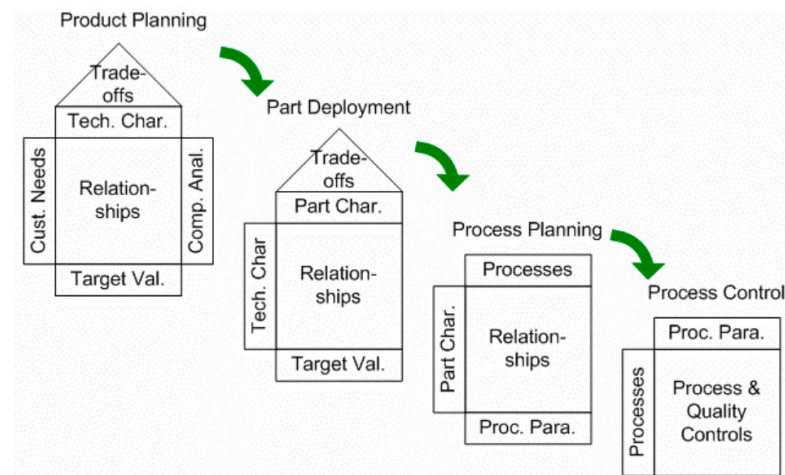 Product Planning
Trade-
offs
Tech. Char.
Cust. Needs
Relation-
ships
Comp. Anal.
Target Val.
Part Deployment
Trade-
offs
Part Char.
Tech. Char
Relation-
ships
Target Val.
Process Planning
Processes
Part Char.
Relation-
ships
Proc. Para.
Process Control
Proc. Para.
Processes
Process &
Quality
Controls